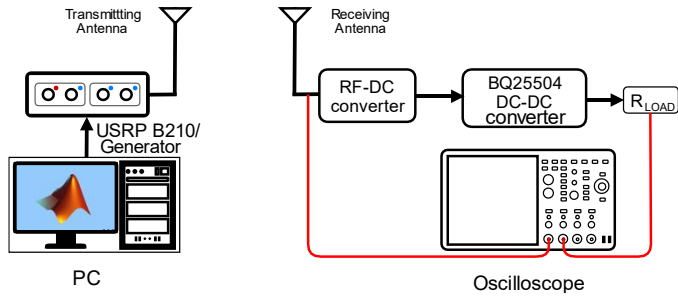 Transmittting
Antenna
Receiving
Antenna
RF-DC
converter
BQ25504
DC-DC
converter
RLOAD
USRP B210/
Generator
PC
Oscilloscope